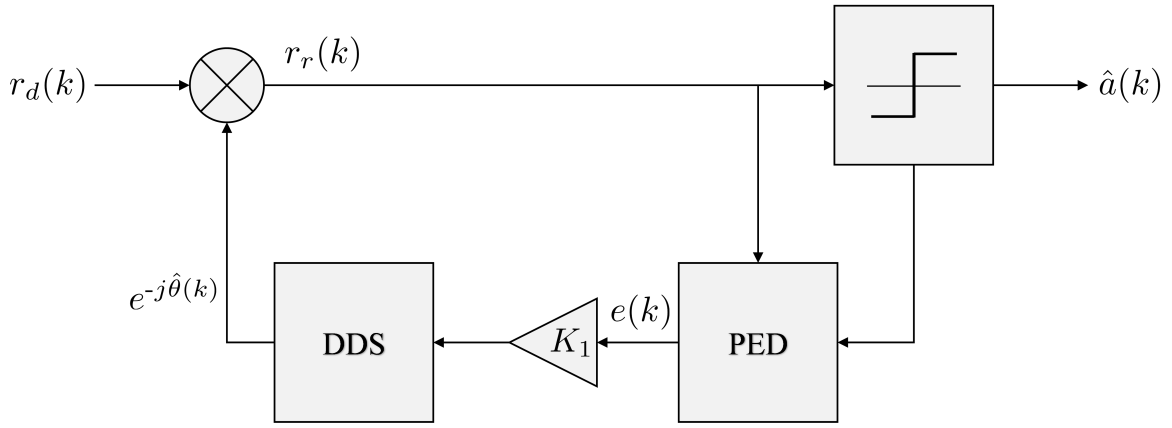 r_d(k)
r_r(k)
â(k)
e^{-jθ̂(k)}
DDS
K_1
e(k)
PED